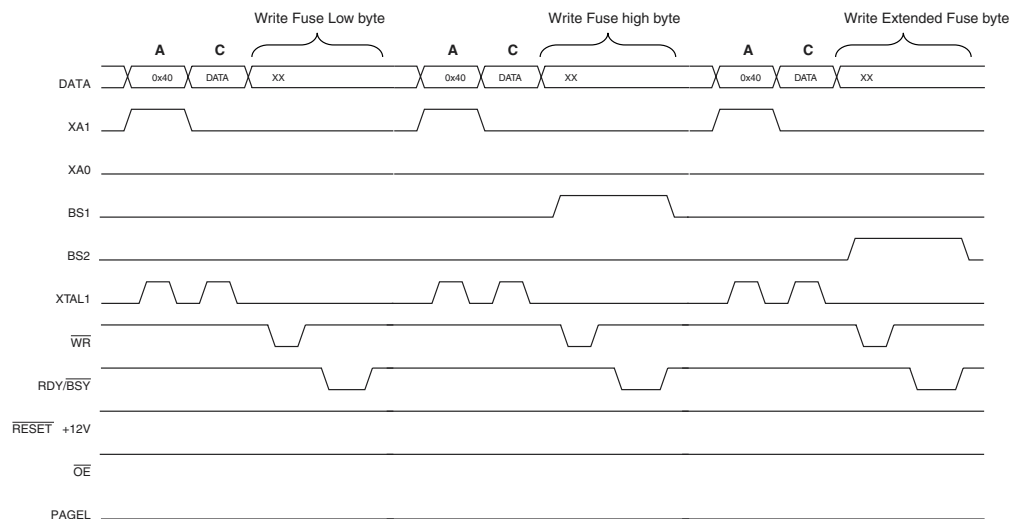 Write Fuse Low byte Write Fuse high byte Write Extended Fuse byte
A C A C A C
DATA 0x40 DATA XX 0x40 DATA XX 0x40 DATA XX
XA1
XA0
BS1
BS2
XTAL1
WR
RDY/BSY
RESET +12V
OE
PAGEL